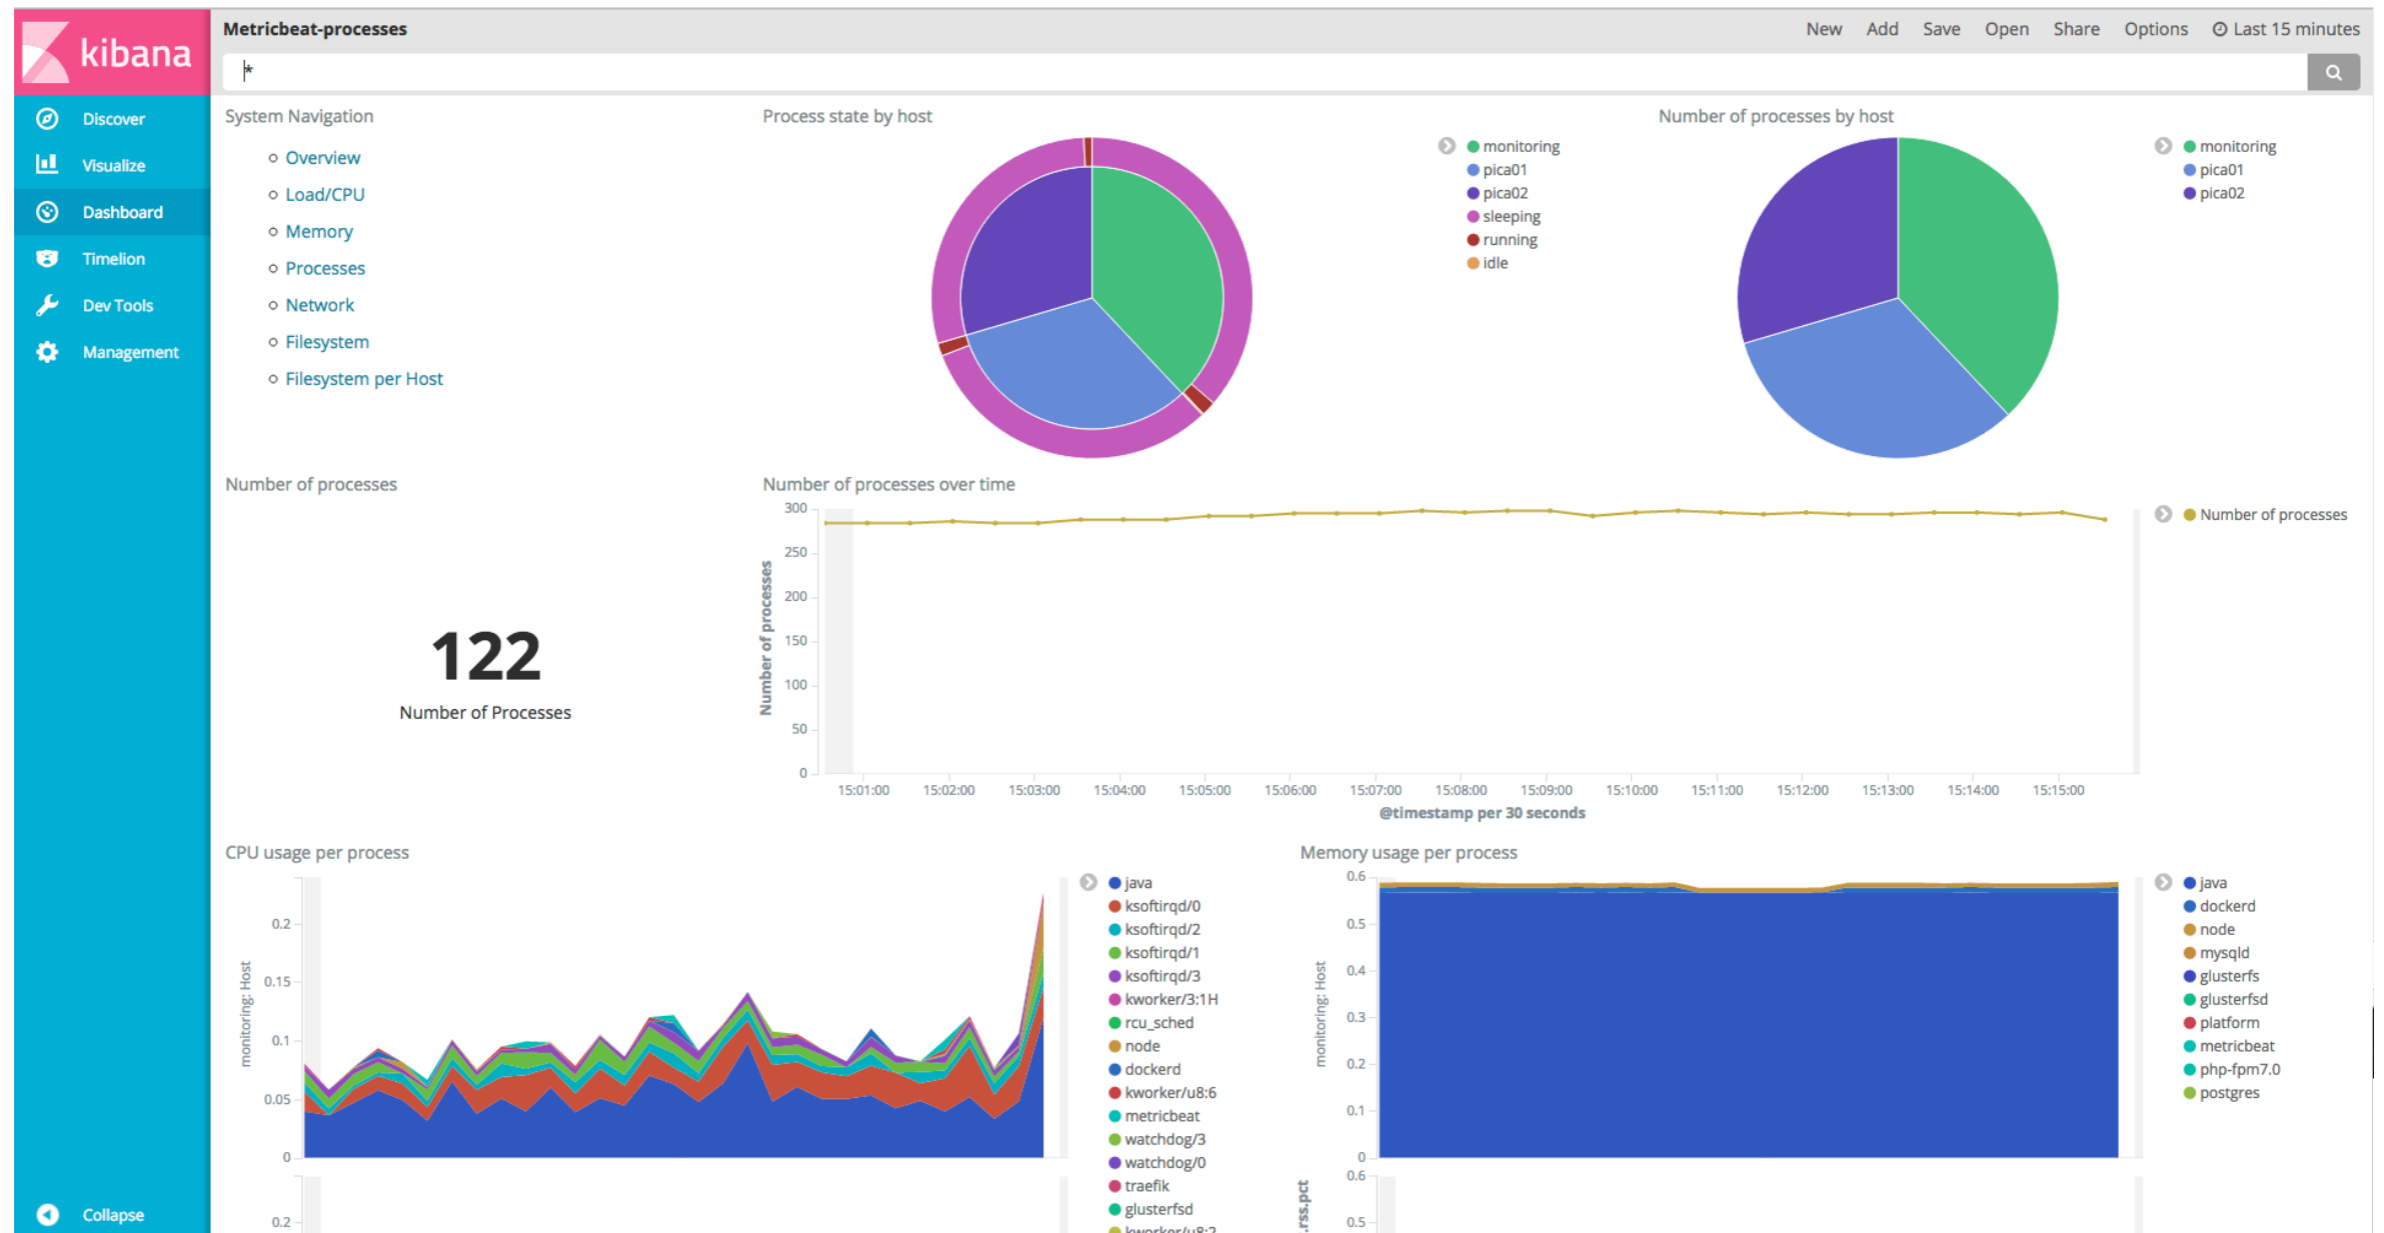 kibana
Discover
Visualize
Dashboard
Timelion
Dev Tools
Management
Collapse
Metricbeat-processes
New Add Save Open Share Options Last 15 minutes
*
System Navigation
Overview
Load/CPU
Memory
Processes
Network
Filesystem
Filesystem per Host
Process state by host
monitoring
pica01
pica02
sleeping
running
idle
Number of processes by host
monitoring
pica01
pica02
Number of processes
122
Number of Processes
Number of processes over time
Number of processes
300
250
200
150
100
50
0
15:01:00 15:02:00 15:03:00 15:04:00 15:05:00 15:06:00 15:07:00 15:08:00 15:09:00 15:10:00 15:11:00 15:12:00 15:13:00 15:14:00 15:15:00
@timestamp per 30 seconds
Number of processes
CPU usage per process
monitoring: Host
0.2
0.15
0.1
0.05
0
0.2
java
ksoftirqd/0
ksoftirqd/2
ksoftirqd/1
ksoftirqd/3
kworker/3:1H
rcu_sched
node
dockerd
kworker/u8:6
metricbeat
watchdog/3
watchdog/0
traefik
glusterfsd
kworker/u8:2
Memory usage per process
monitoring: Host
0.6
0.5
0.4
0.3
0.2
0.1
0
.rss.pct
0.6
0.5
java
dockerd
node
mysqld
glusterfs
glusterfsd
platform
metricbeat
php-fpm7.0
postgres